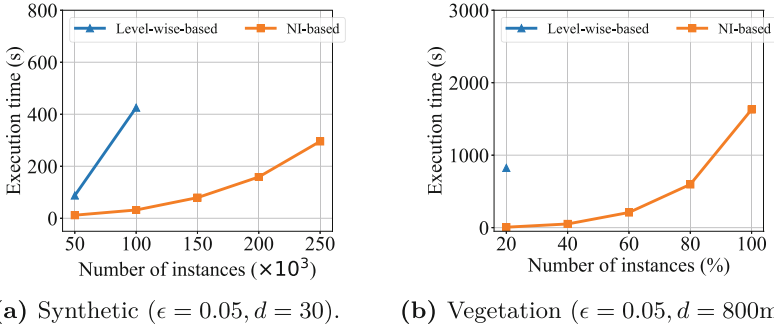 800
600
400
200
0
Execution time (s)
Level-wise-based
NI-based
50 100 150 200 250
Number of instances (×10³)
(a) Synthetic (ϵ = 0.05, d = 30).
3000
2000
1000
0
Execution time (s)
Level-wise-based
NI-based
20 40 60 80 100
Number of instances (%)
(b) Vegetation (ϵ = 0.05, d = 800m